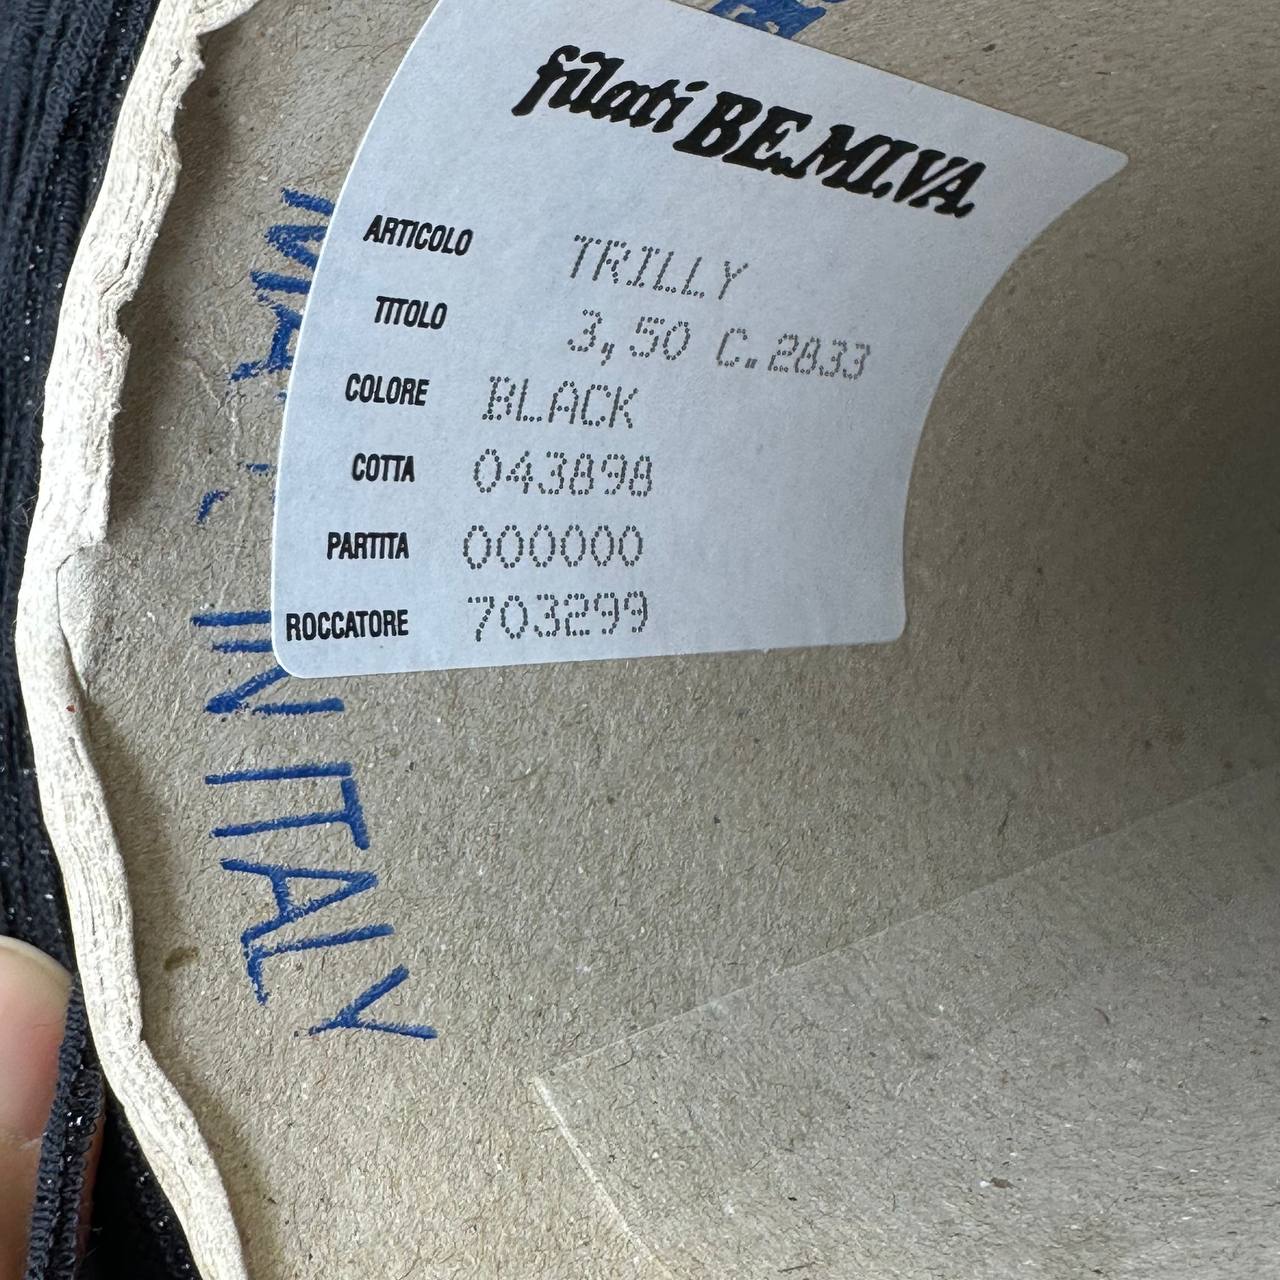 filati BE.MI.VA.
ARTICOLO TRILLY
TITOLO 3,50 C.2833
COLORE BLACK
COTTA 043898
PARTITA 000000
ROCCATORE 703299
IN ITALY